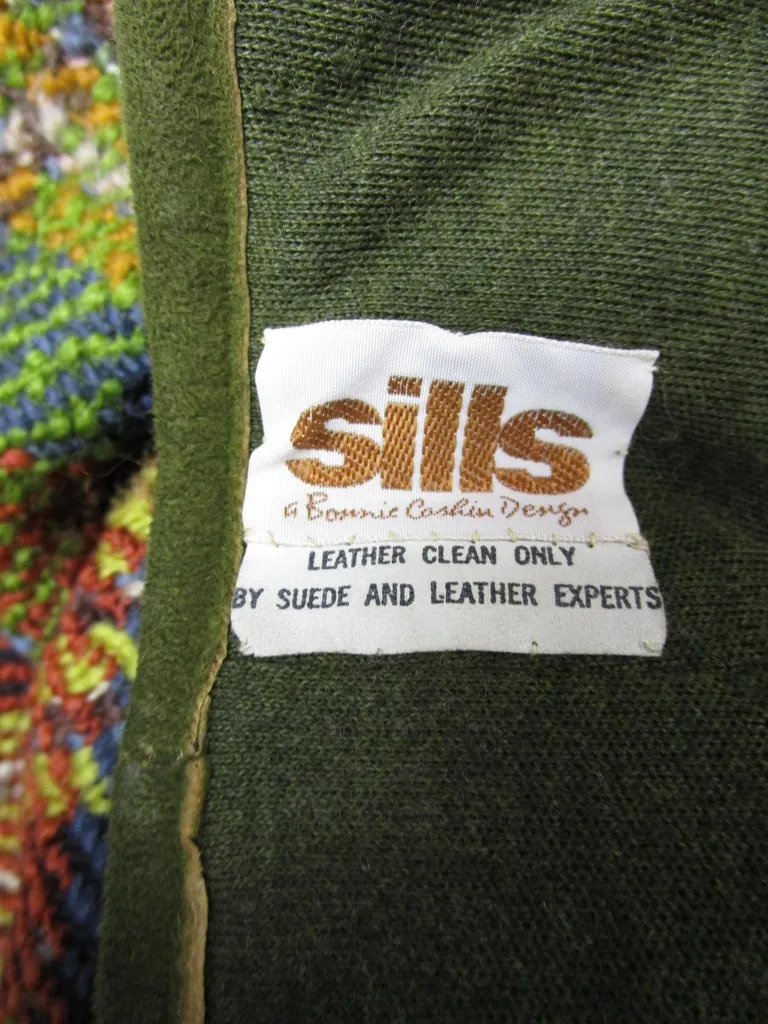 sills
a Bonnie Cashin Design
LEATHER CLEAN ONLY
BY SUEDE AND LEATHER EXPERTS